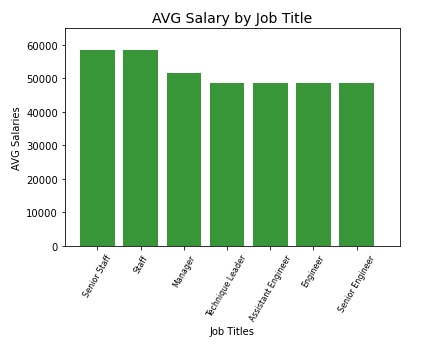 AVG Salary by Job Title
AVG Salaries
60000
50000
40000
30000
20000
10000
0
Senior Staff
Staff
Manager
Technique Leader
Assistant Engineer
Engineer
Senior Engineer
Job Titles